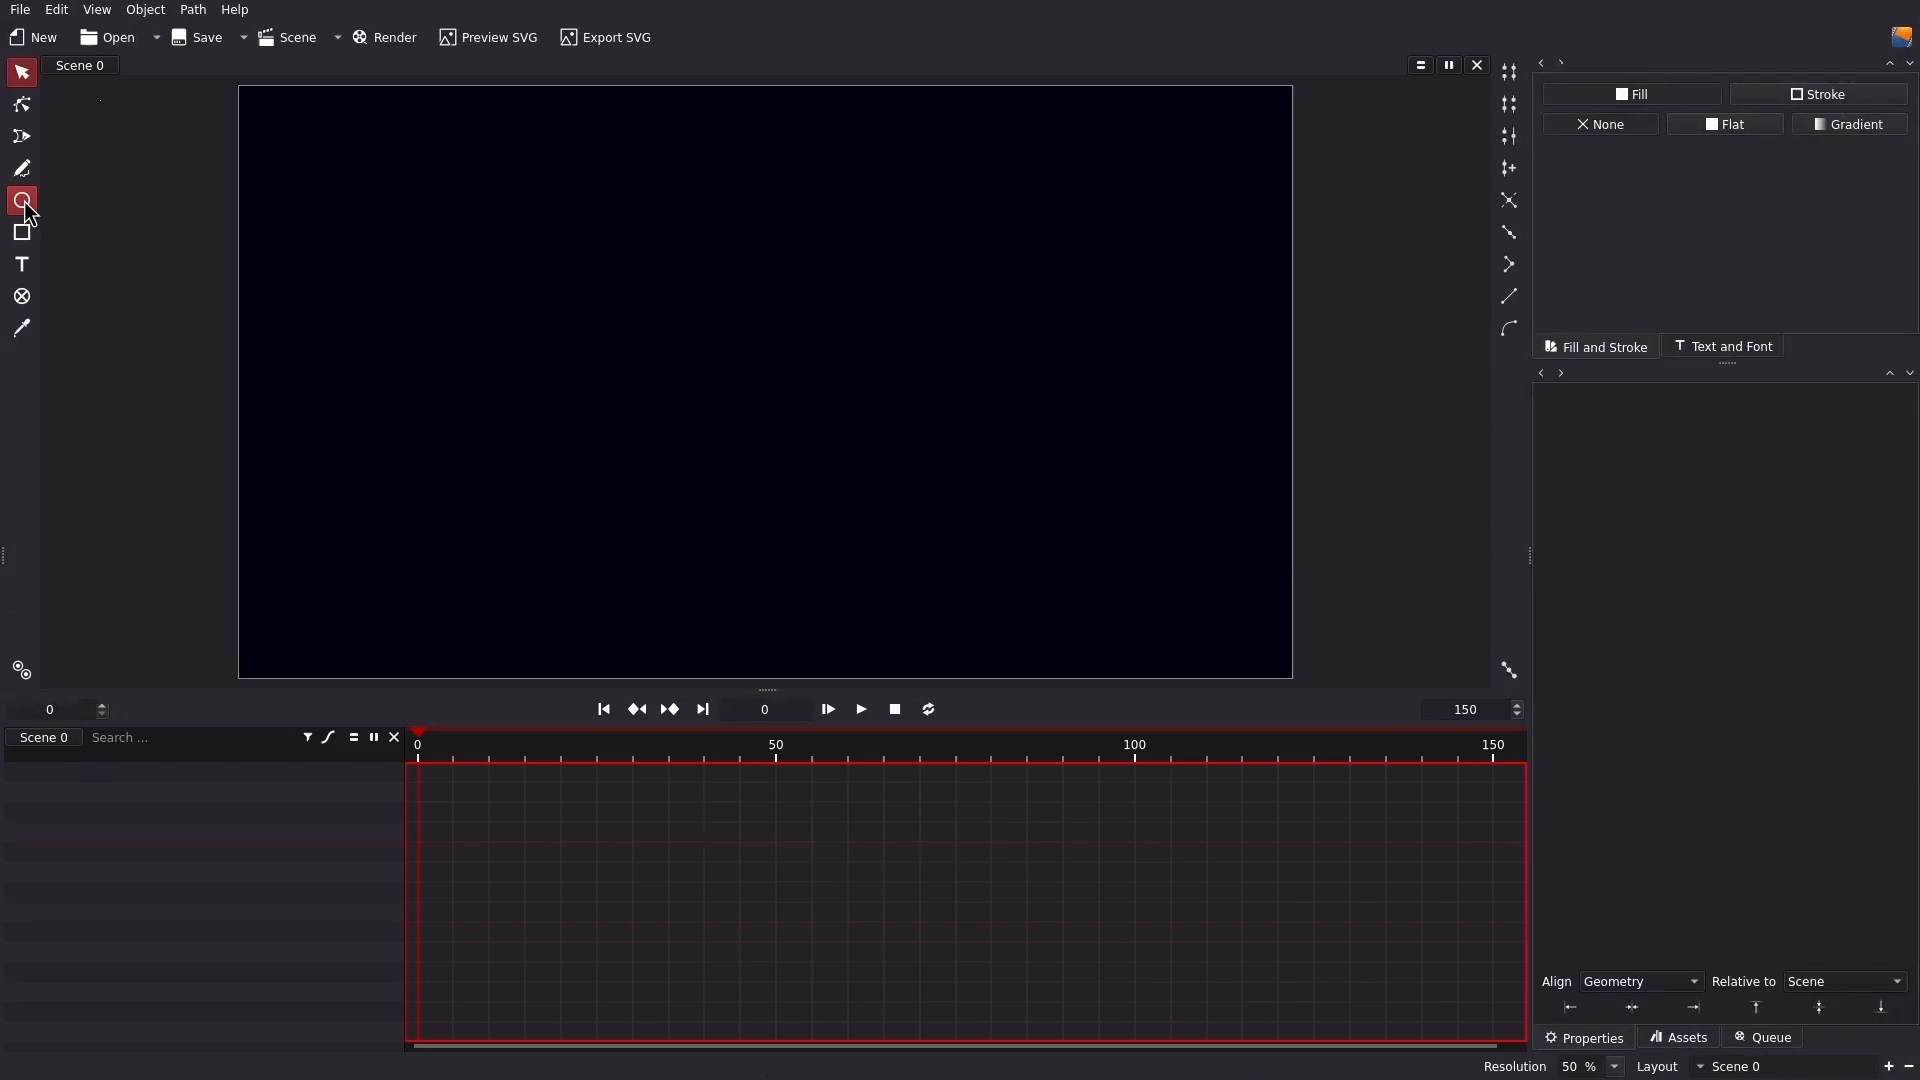 File Edit View Object Path Help
New Open Save Scene Render Preview SVG Export SVG
Scene 0
Fill Stroke
None Flat Gradient
Fill and Stroke Text and Font
0 0 150
Scene 0 Search ... 0 50 100 150
Align Geometry Relative to Scene
Properties Assets Queue
Resolution 50 % Layout Scene 0